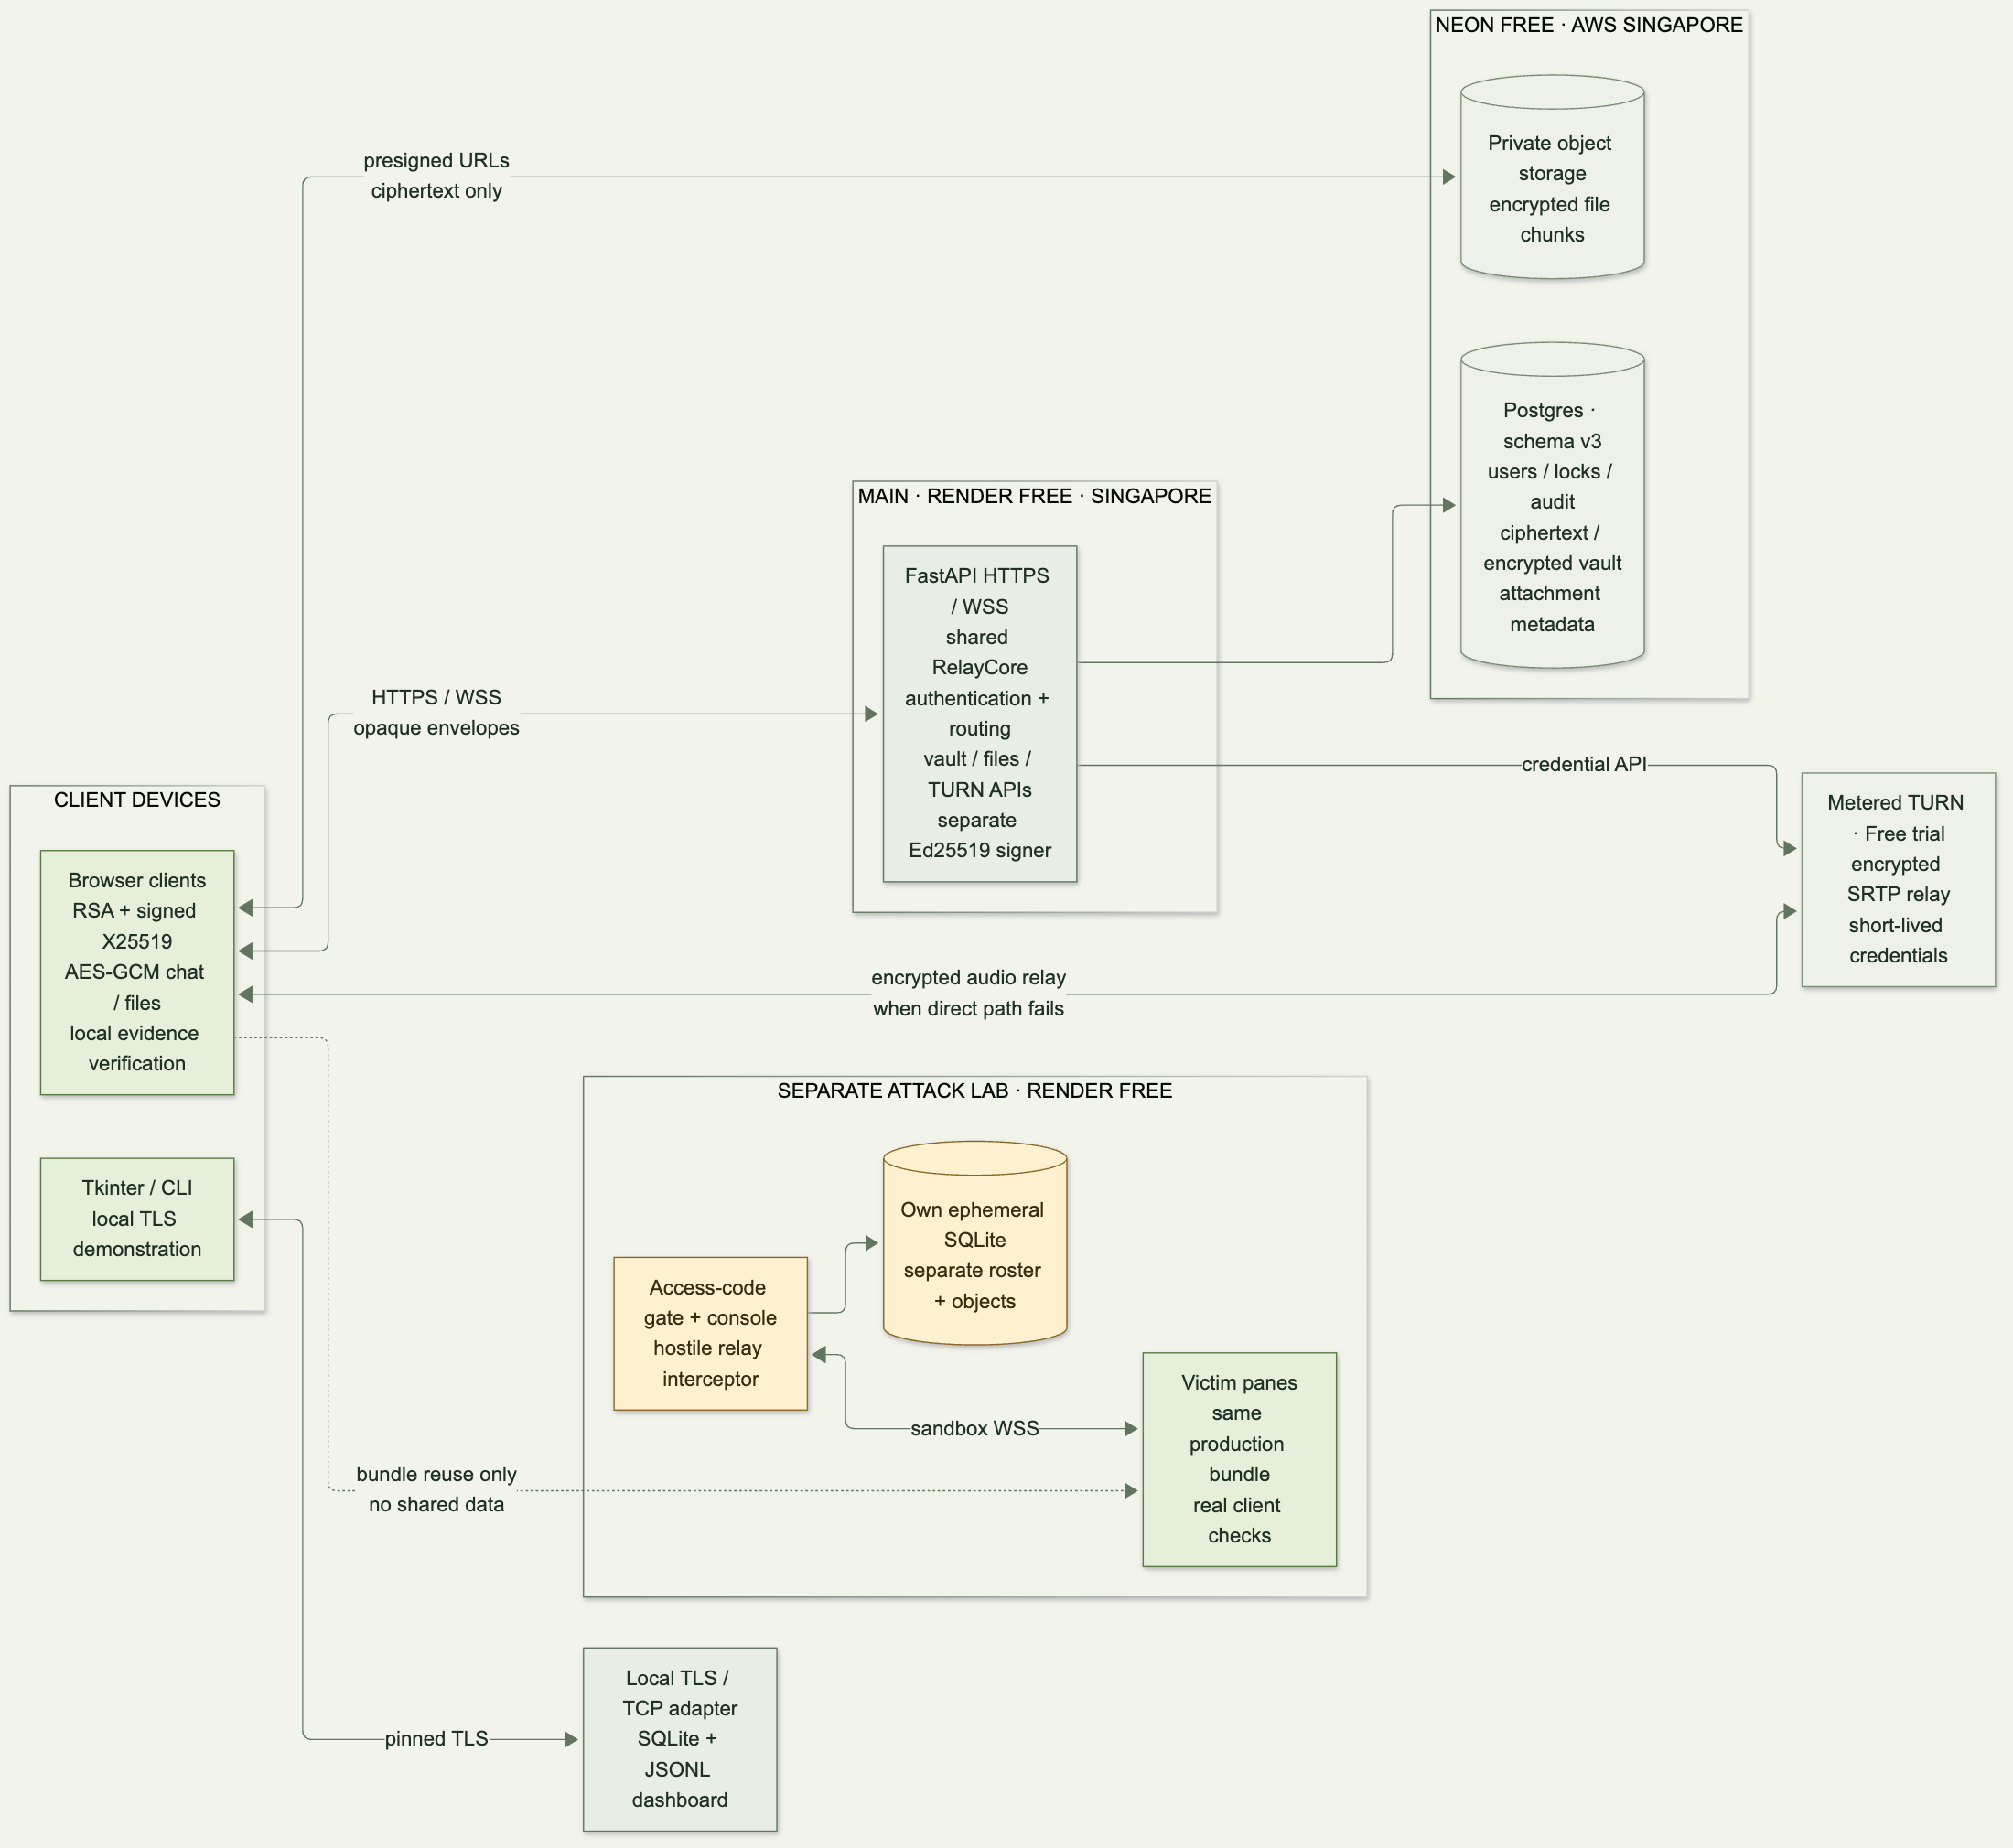 NEON FREE · AWS SINGAPORE
Private object
storage
encrypted file
chunks
presigned URLs
ciphertext only
Postgres ·
schema v3
users / locks /
audit
ciphertext /
encrypted vault
attachment
metadata
MAIN · RENDER FREE · SINGAPORE
FastAPI HTTPS
/ WSS
shared
RelayCore
authentication +
routing
vault / files /
TURN APIs
separate
Ed25519 signer
HTTPS / WSS
opaque envelopes
credential API
Metered TURN
· Free trial
encrypted
SRTP relay
short-lived
credentials
CLIENT DEVICES
Browser clients
RSA + signed
X25519
AES-GCM chat
/ files
local evidence
verification
encrypted audio relay
when direct path fails
Tkinter / CLI
local TLS
demonstration
SEPARATE ATTACK LAB · RENDER FREE
Own ephemeral
SQLite
separate roster
+ objects
Access-code
gate + console
hostile relay
interceptor
sandbox WSS
Victim panes
same
production
bundle
real client
checks
bundle reuse only
no shared data
Local TLS /
TCP adapter
SQLite +
JSONL
dashboard
pinned TLS